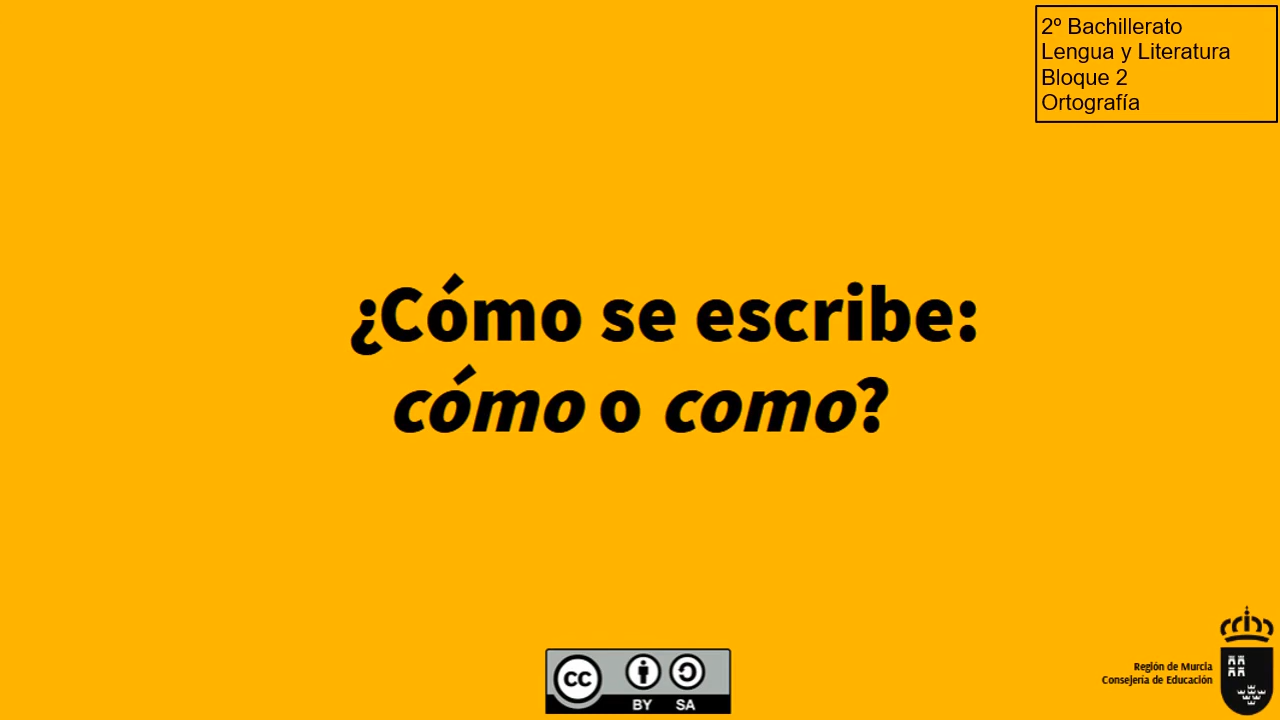 2º Bachillerato
Lengua y Literatura
Bloque 2
Ortografía
¿Cómo se escribe:
cómo o como?
CC
BY SA
Región de Murcia
Consejería de Educación